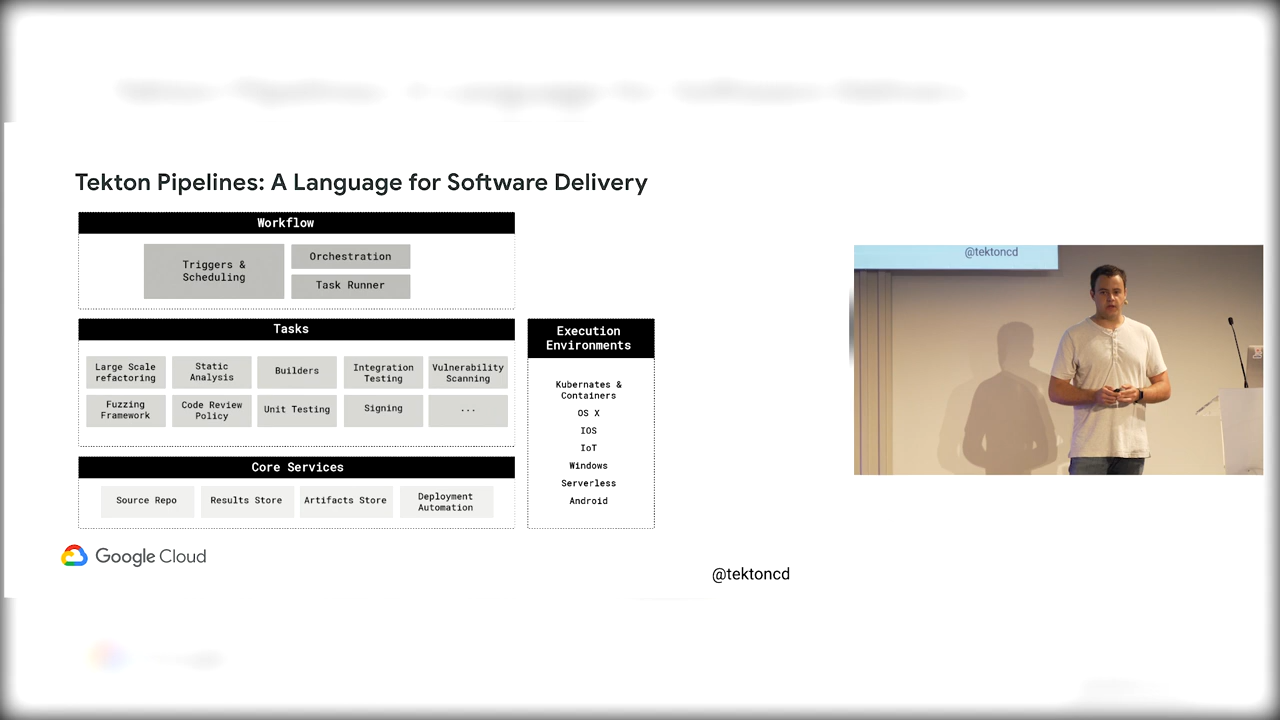 Tekton Pipelines: A Language for Software Delivery
Workflow
Triggers &
Scheduling
Orchestration
Task Runner
Tasks
Large Scale
refactoring
Static
Analysis
Builders
Integration
Testing
Vulnerability
Scanning
Fuzzing
Framework
Code Review
Policy
Unit Testing
Signing
...
Core Services
Source Repo
Results Store
Artifacts Store
Deployment
Automation
Execution
Environments
Kubernates &
Containers
OS X
IOS
IoT
Windows
Serverless
Android
Google Cloud
@tektoncd
@tektoncd